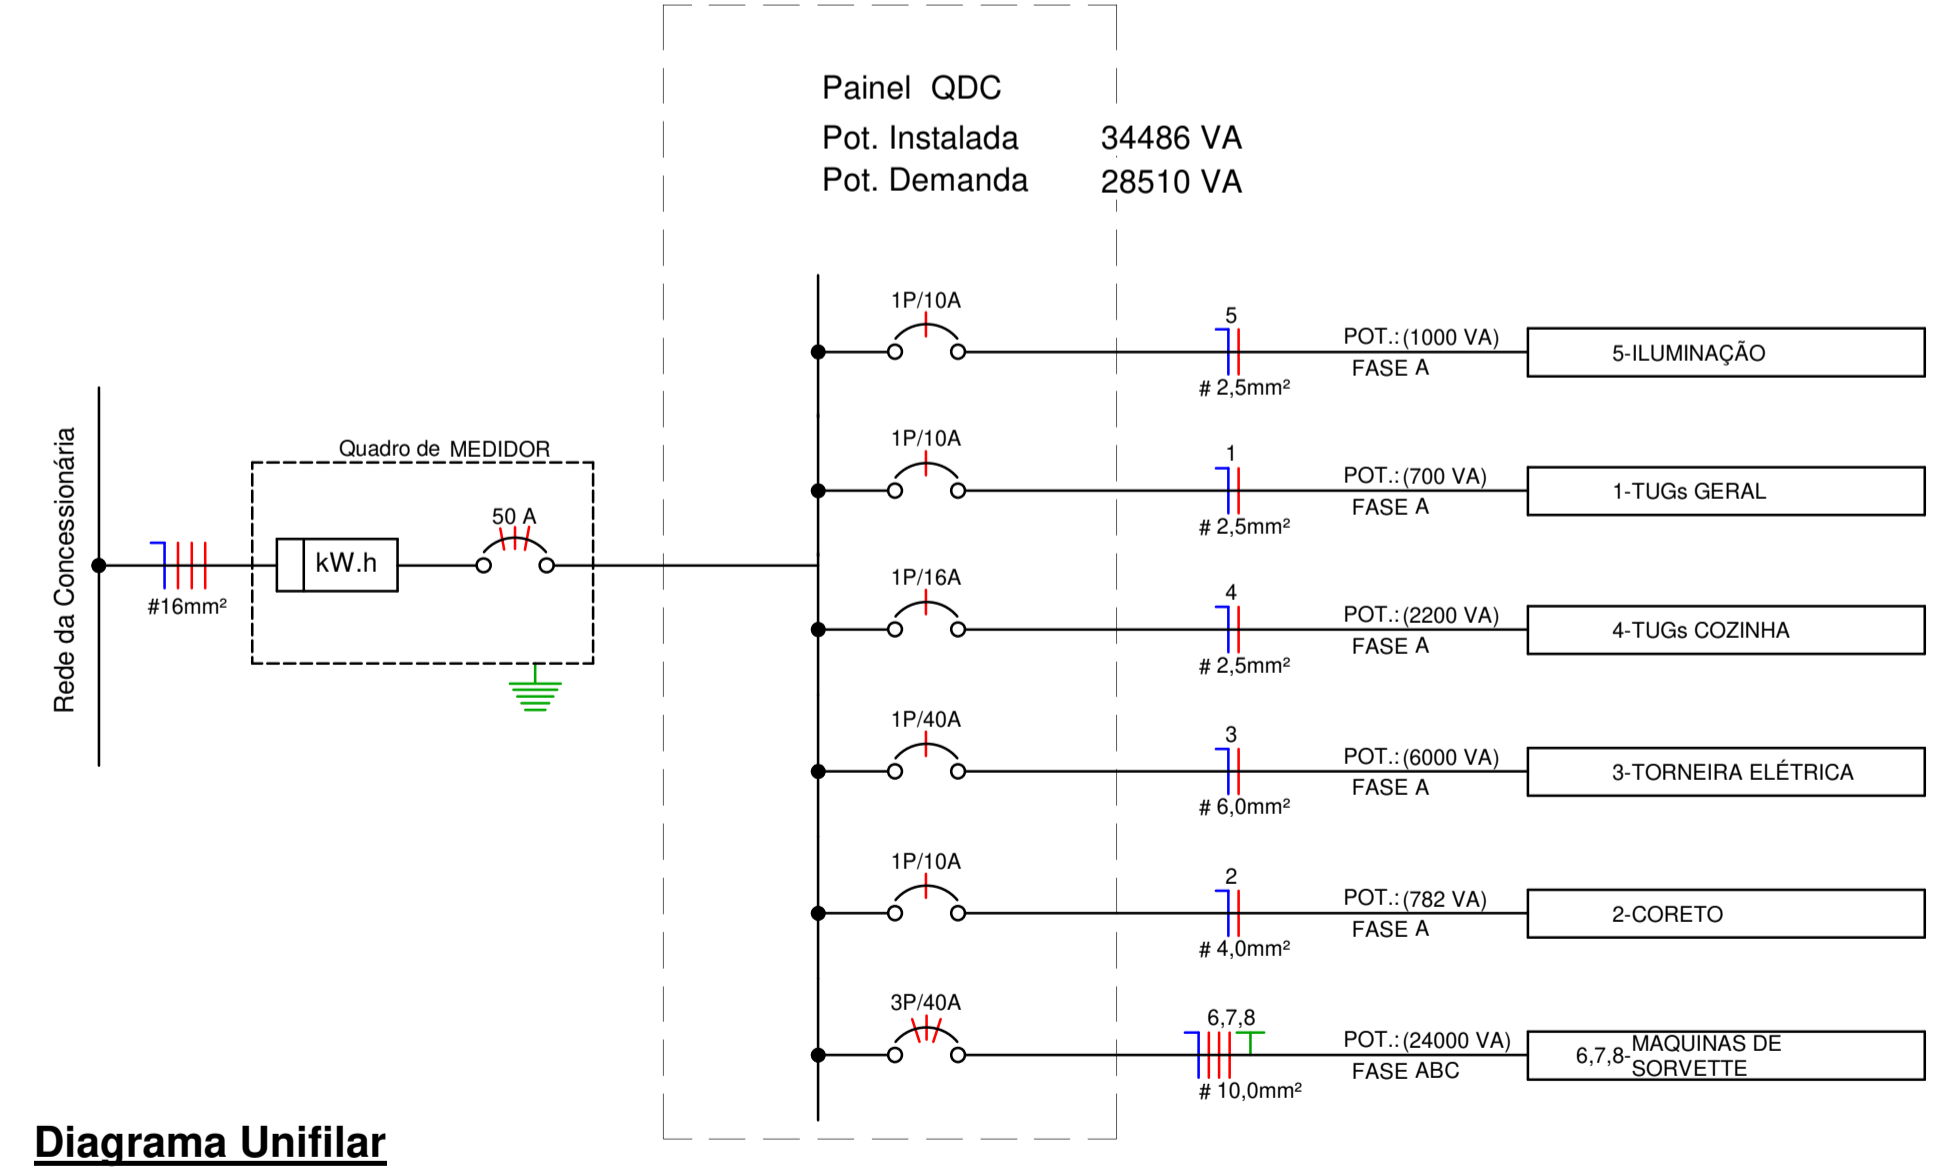 Painel QDC
Pot. Instalada 34486 VA
Pot. Demanda 28510 VA
Rede da Concessionária
#16mm²
Quadro de MEDIDOR
kW.h
50 A
1P/10A
5
# 2,5mm²
POT.: (1000 VA)
FASE A
5-ILUMINAÇÃO
1P/10A
1
# 2,5mm²
POT.: (700 VA)
FASE A
1-TUGs GERAL
1P/16A
4
# 2,5mm²
POT.: (2200 VA)
FASE A
4-TUGs COZINHA
1P/40A
3
# 6,0mm²
POT.: (6000 VA)
FASE A
3-TORNEIRA ELÉTRICA
1P/10A
2
# 4,0mm²
POT.: (782 VA)
FASE A
2-CORETO
3P/40A
6,7,8
# 10,0mm²
POT.: (24000 VA)
FASE ABC
6,7,8-MAQUINAS DE
SORVETTE
Diagrama Unifilar